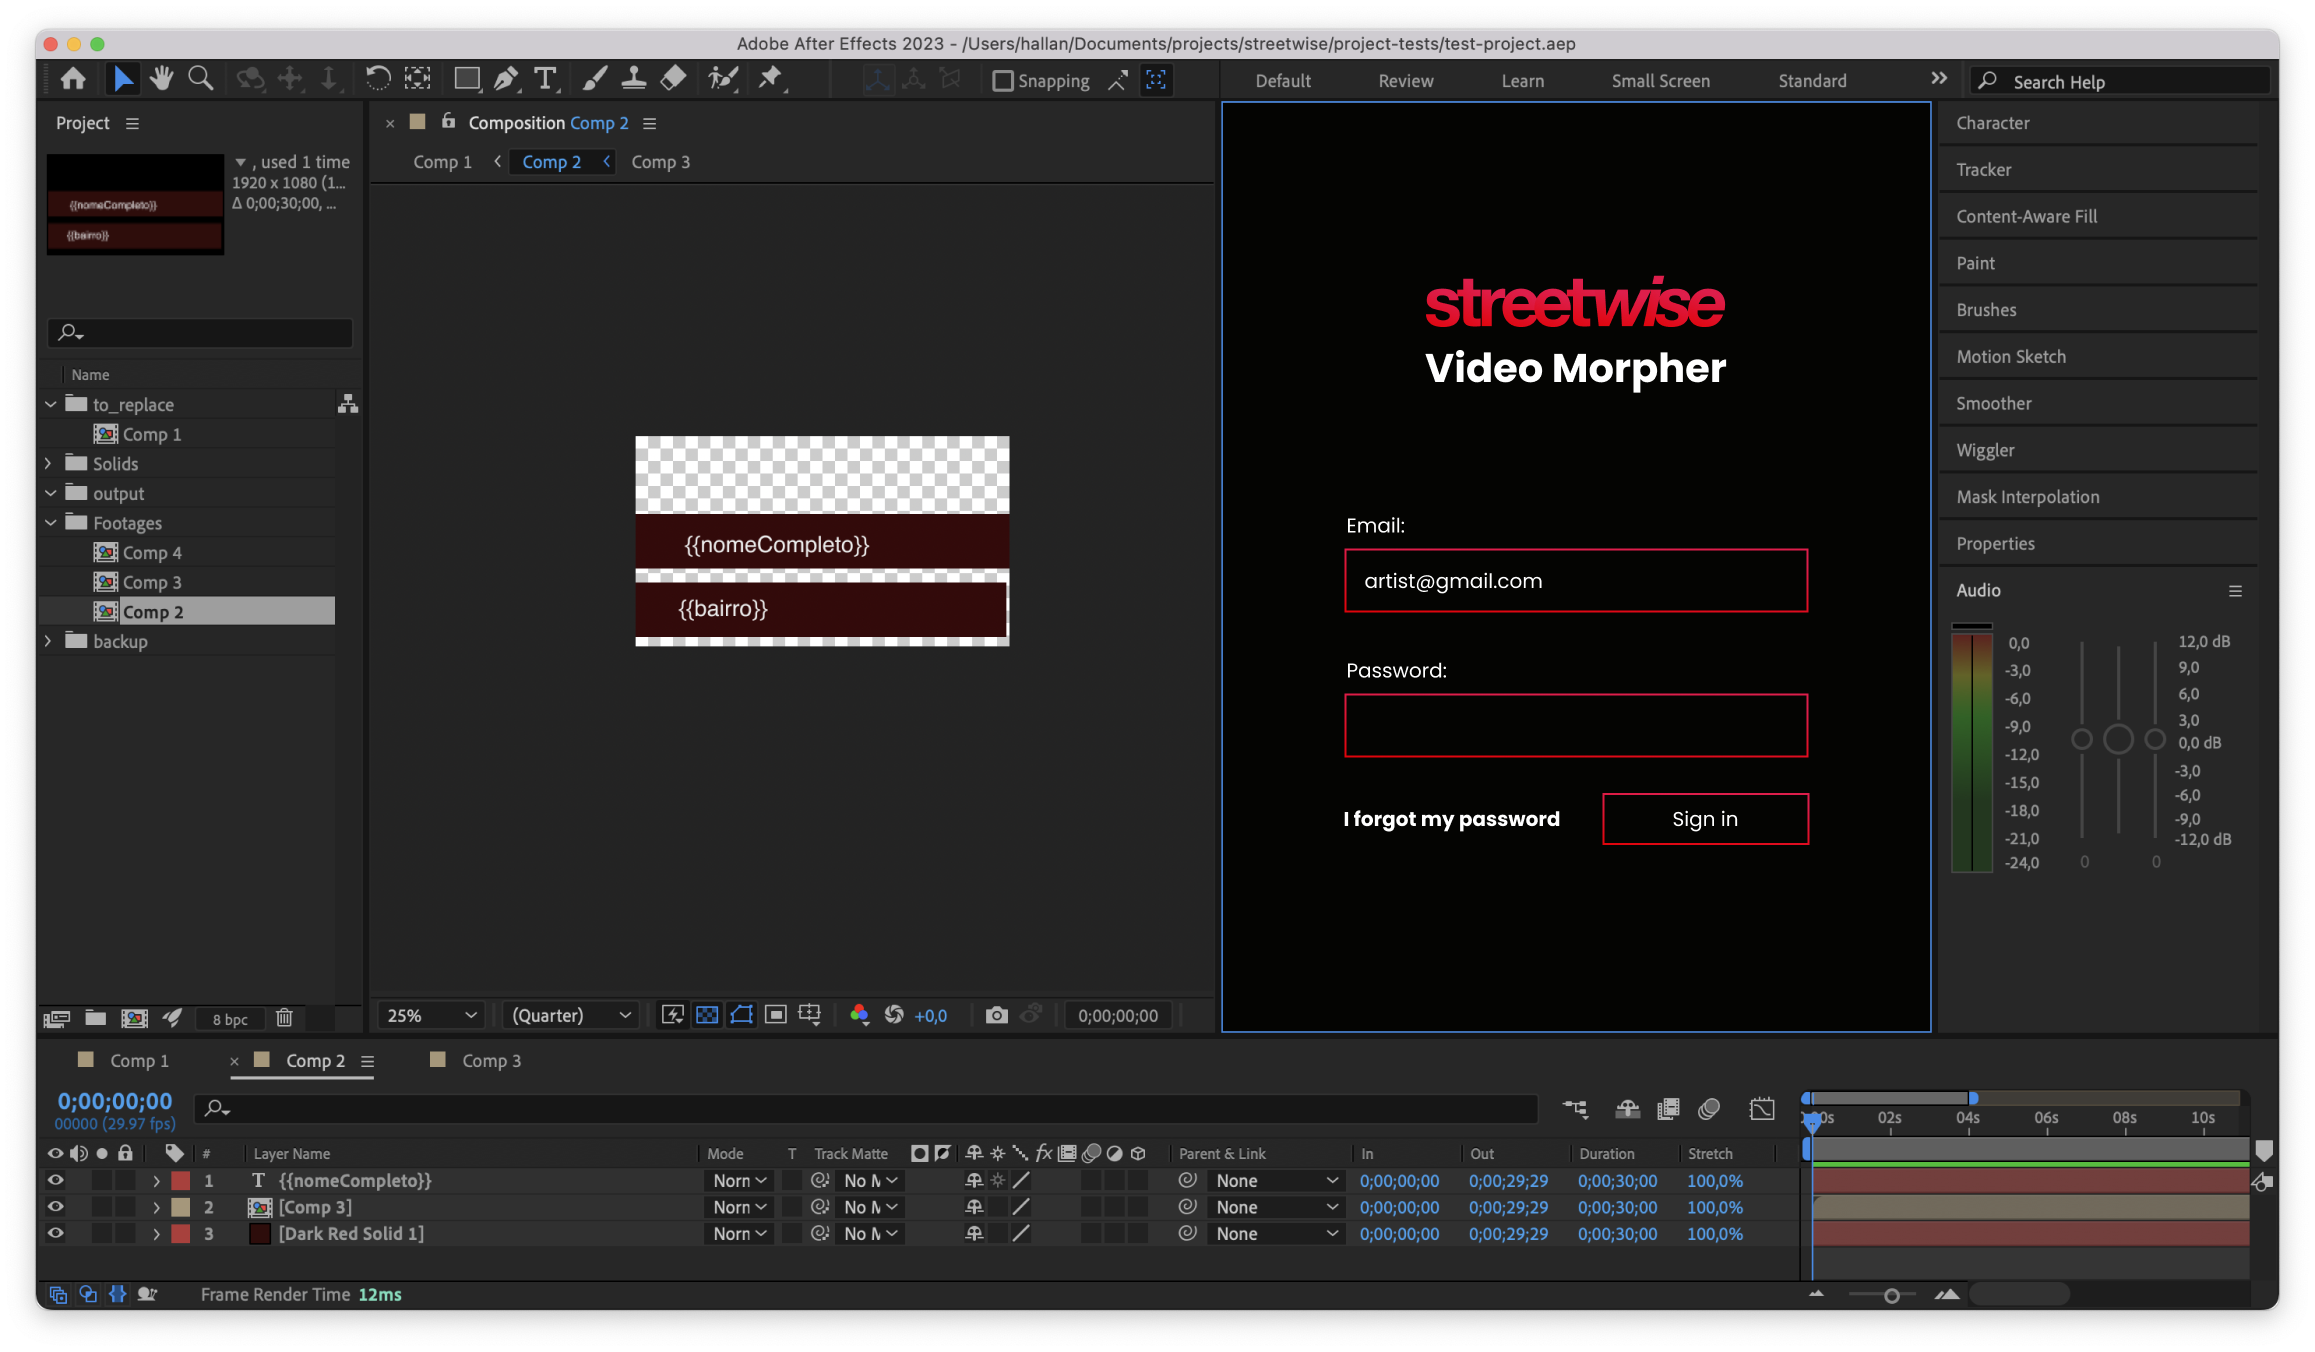 Adobe After Effects 2023 - /Users/hallan/Documents/projects/streetwise/project-tests/test-project.aep
Snapping
Default
Review
Learn
Small Screen
Standard
Search Help
Project
, used 1 time
1920 x 1080 (1...
Δ 0;00;30;00, ...
{{nomeCompleto}}
{{bairro}}
Name
to_replace
Comp 1
Solids
output
Footages
Comp 4
Comp 3
Comp 2
backup
8 bpc
Composition Comp 2
Comp 1
Comp 2
Comp 3
{{nomeCompleto}}
{{bairro}}
25%
(Quarter)
+0,0
0;00;00;00
streetwise
Video Morpher
Email:
artist@gmail.com
Password:
I forgot my password
Sign in
Character
Tracker
Content-Aware Fill
Paint
Brushes
Motion Sketch
Smoother
Wiggler
Mask Interpolation
Properties
Audio
0,0
-3,0
-6,0
-9,0
-12,0
-15,0
-18,0
-21,0
-24,0
12,0 dB
9,0
6,0
3,0
0,0 dB
-3,0
-6,0
-9,0
-12,0 dB
0
0
Comp 1
Comp 2
Comp 3
0;00;00;00
00000 (29.97 fps)
02s
04s
06s
08s
10s
# Layer Name Mode T Track Matte fx Parent & Link In Out Duration Stretch
1 T {{nomeCompleto}} Norn No None 0;00;00;00 0;00;29;29 0;00;30;00 100,0%
2 [Comp 3] Norn No None 0;00;00;00 0;00;29;29 0;00;30;00 100,0%
3 [Dark Red Solid 1] Norn No None 0;00;00;00 0;00;29;29 0;00;30;00 100,0%
Frame Render Time 12ms